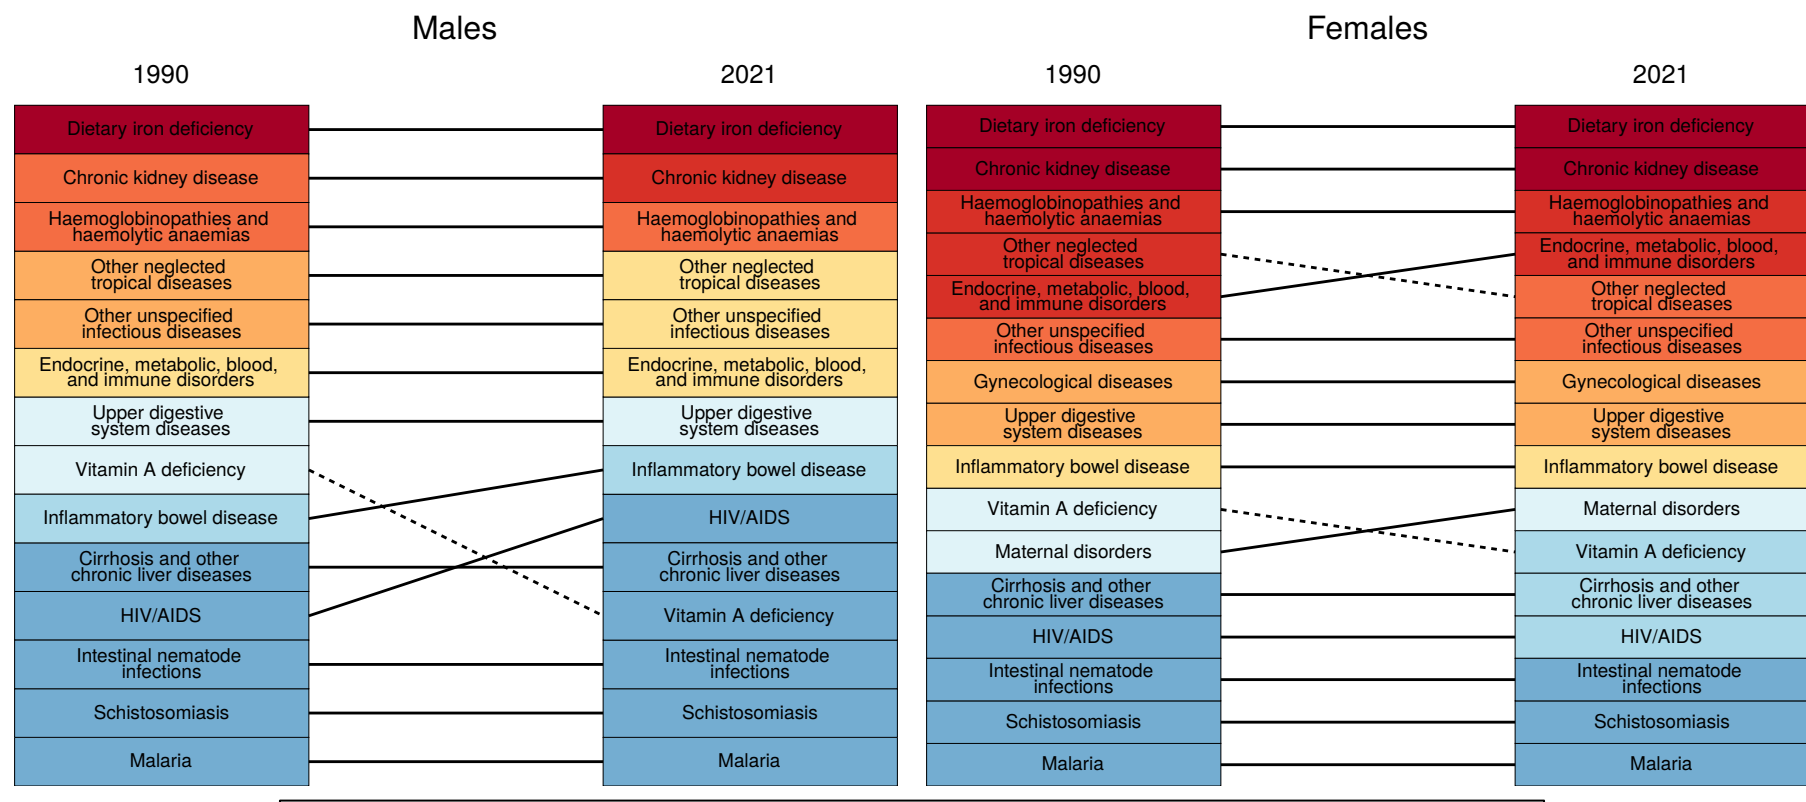 Males
1990
2021
Dietary iron deficiency
Chronic kidney disease
Haemoglobinopathies and
haemolytic anaemias
Other neglected
tropical diseases
Other unspecified
infectious diseases
Endocrine, metabolic, blood,
and immune disorders
Upper digestive
system diseases
Vitamin A deficiency
Inflammatory bowel disease
Cirrhosis and other
chronic liver diseases
HIV/AIDS
Intestinal nematode
infections
Schistosomiasis
Malaria
Dietary iron deficiency
Chronic kidney disease
Haemoglobinopathies and
haemolytic anaemias
Other neglected
tropical diseases
Other unspecified
infectious diseases
Endocrine, metabolic, blood,
and immune disorders
Upper digestive
system diseases
Inflammatory bowel disease
HIV/AIDS
Cirrhosis and other
chronic liver diseases
Vitamin A deficiency
Intestinal nematode
infections
Schistosomiasis
Malaria
Females
1990
2021
Dietary iron deficiency
Chronic kidney disease
Haemoglobinopathies and
haemolytic anaemias
Other neglected
tropical diseases
Endocrine, metabolic, blood,
and immune disorders
Other unspecified
infectious diseases
Gynecological diseases
Upper digestive
system diseases
Inflammatory bowel disease
Vitamin A deficiency
Maternal disorders
Cirrhosis and other
chronic liver diseases
HIV/AIDS
Intestinal nematode
infections
Schistosomiasis
Malaria
Dietary iron deficiency
Chronic kidney disease
Haemoglobinopathies and
haemolytic anaemias
Endocrine, metabolic, blood,
and immune disorders
Other neglected
tropical diseases
Other unspecified
infectious diseases
Gynecological diseases
Upper digestive
system diseases
Inflammatory bowel disease
Maternal disorders
Vitamin A deficiency
Cirrhosis and other
chronic liver diseases
HIV/AIDS
Intestinal nematode
infections
Schistosomiasis
Malaria